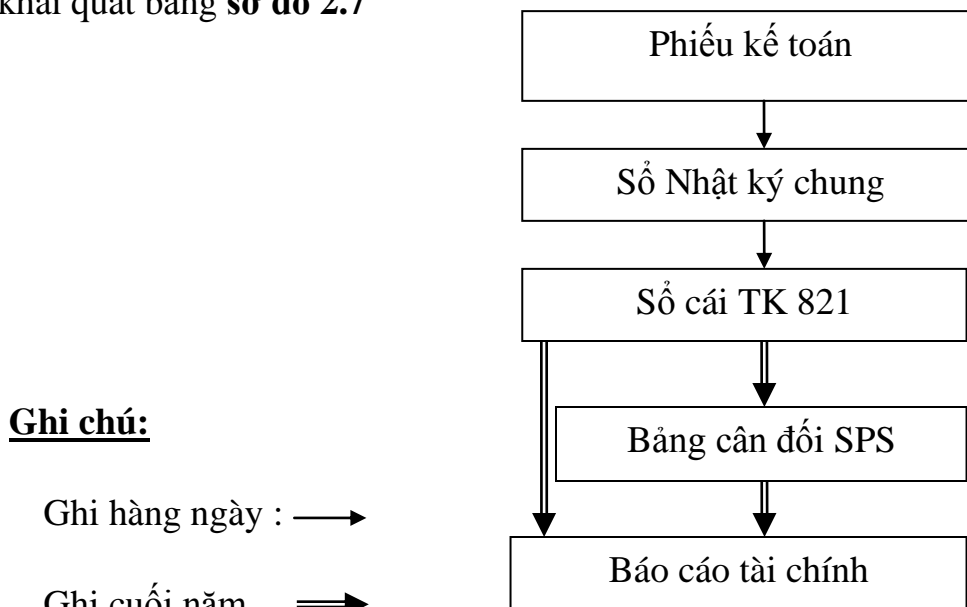 khái quát bằng sơ đồ 2.7
Phiếu kế toán
Sổ Nhật ký chung
Sổ cái TK 821
Bảng cân đối SPS
Báo cáo tài chính
Ghi chú:
Ghi hàng ngày :
Ghi cuối năm